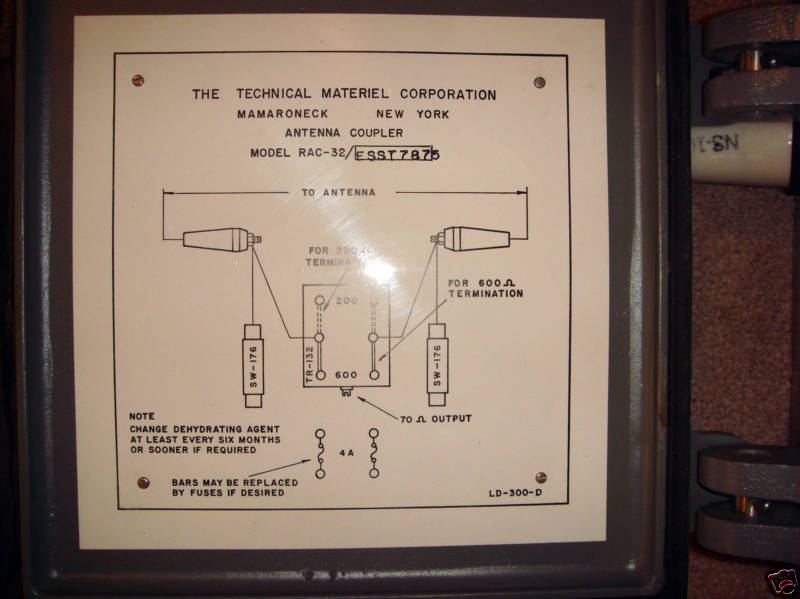 THE TECHNICAL MATERIEL CORPORATION
MAMARONECK NEW YORK
ANTENNA COUPLER
MODEL RAC-32/ESST7875
TO ANTENNA
FOR 200Ω
FOR 600Ω
TERMINATION
200
TR-132
600
SW-176
SW-176
70 Ω OUTPUT
NOTE
CHANGE DEHYDRATING AGENT
AT LEAST EVERY SIX MONTHS
OR SOONER IF REQUIRED
4A
BARS MAY BE REPLACED
BY FUSES IF DESIRED
LD-300-D